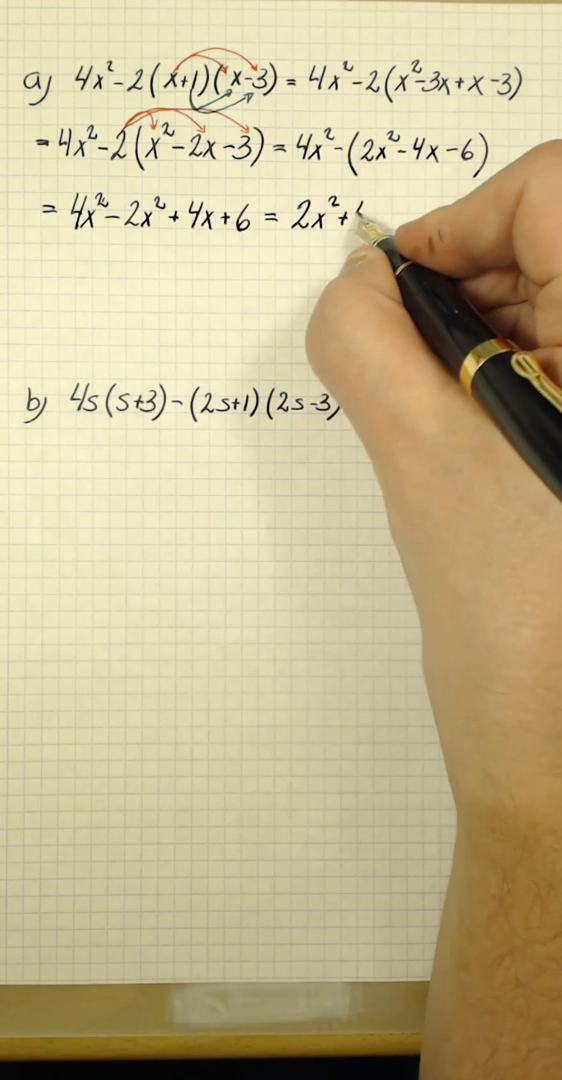 a) 4x²-2(x+1)(x-3) = 4x²-2(x²-3x+x-3)
= 4x²-2(x²-2x-3) = 4x²-(2x²-4x-6)
= 4x²-2x²+4x+6 = 2x²+
b) 4s(s+3)-(2s+1)(2s-3)